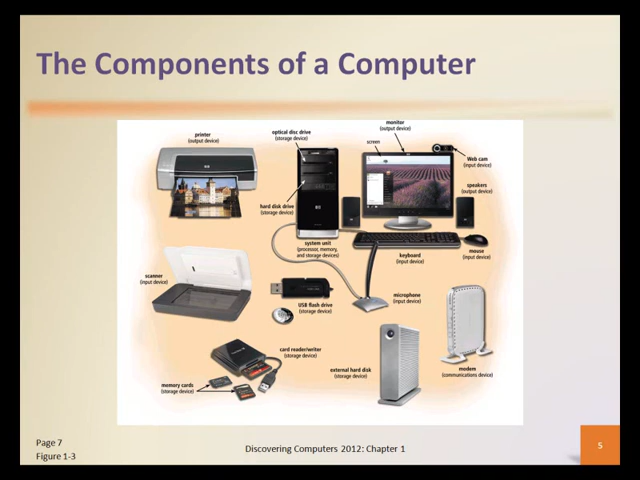 The Components of a Computer
printer
(output device)
optical disc drive
(storage device)
monitor
(output device)
screen
Web cam
(input device)
speakers
(output device)
hard disk drive
(storage device)
system unit
(processor, memory,
and storage devices)
keyboard
(input device)
mouse
(input device)
scanner
(input device)
microphone
(input device)
USB flash drive
(storage device)
card reader/writer
(storage device)
external hard disk
(storage device)
modem
(communications device)
memory cards
(storage device)
Page 7
Figure 1-3
Discovering Computers 2012: Chapter 1
5